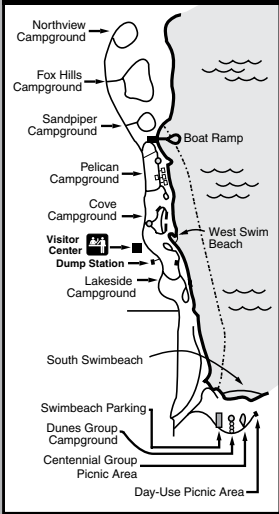 Northview
Campground
Fox Hills
Campground
Sandpiper
Campground
Boat Ramp
Pelican
Campground
Cove
Campground
West Swim
Beach
Visitor
Center
Dump Station
Lakeside
Campground
South Swimbeach
Swimbeach Parking
Dunes Group
Campground
Centennial Group
Picnic Area
Day-Use Picnic Area